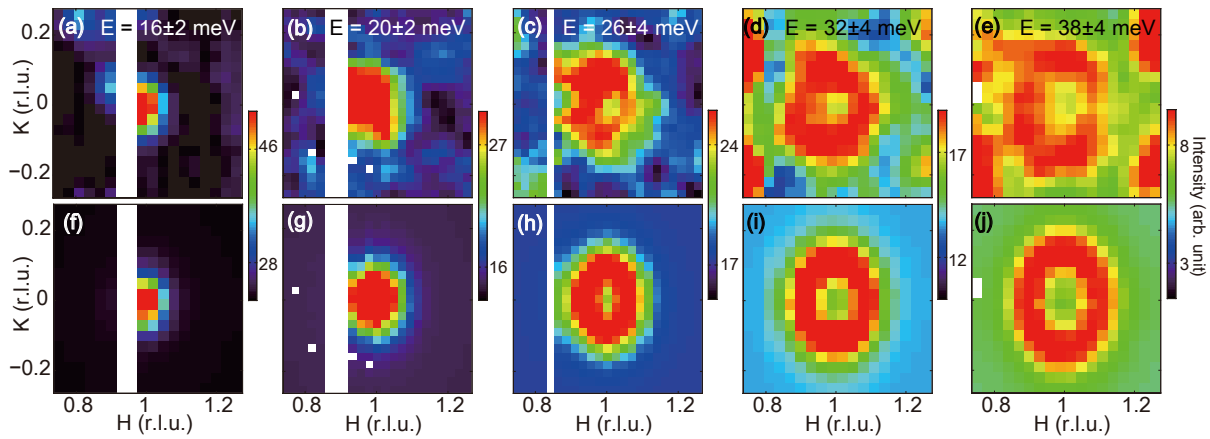 (a) E = 16±2 meV
(b) E = 20±2 meV
(c) E = 26±4 meV
(d) E = 32±4 meV
(e) E = 38±4 meV
K (r.l.u.)
0.2
0
−0.2
46
28
27
16
24
17
17
12
8
3
Intensity (arb. unit)
(f)
(g)
(h)
(i)
(j)
K (r.l.u.)
0.2
0
−0.2
0.8 1 1.2
0.8 1 1.2
0.8 1 1.2
0.8 1 1.2
0.8 1 1.2
H (r.l.u.)
H (r.l.u.)
H (r.l.u.)
H (r.l.u.)
H (r.l.u.)